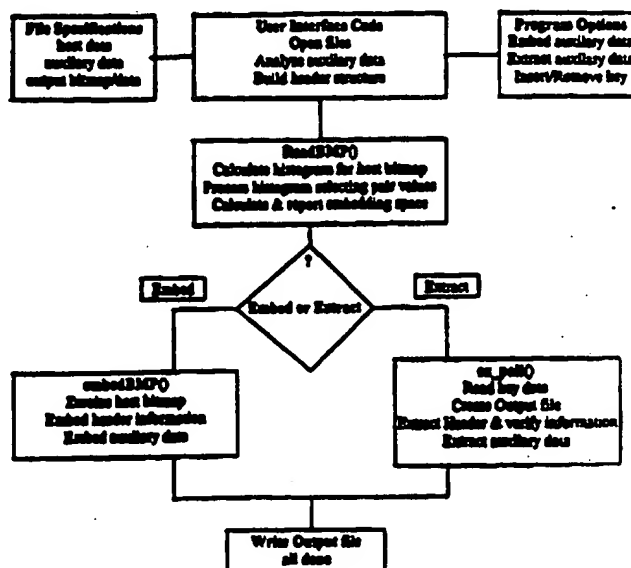 File Specifications
host data
auxiliary data
output bitmap/data
User Interface Code
Open files
Analyze auxiliary data
Build header structure
Program Options
Embed auxiliary data
Extract auxiliary data
Insert/Remove key
ReadBMP()
Calculate histogram for host bitmap
Process histogram selecting pair values
Calculate & report embedding space
?
Embed or Extract
Embed
Extract
embedBMP()
host bitmap
Embed header information
Embed auxiliary data
Read key data
Create Output file
Extract Header & verify information
Extract auxiliary data
Write Output file
all done